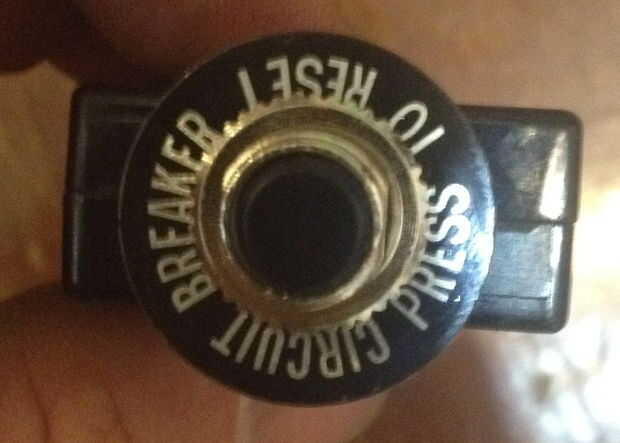 CIRCUIT BREAKER
PRESS TO RESET